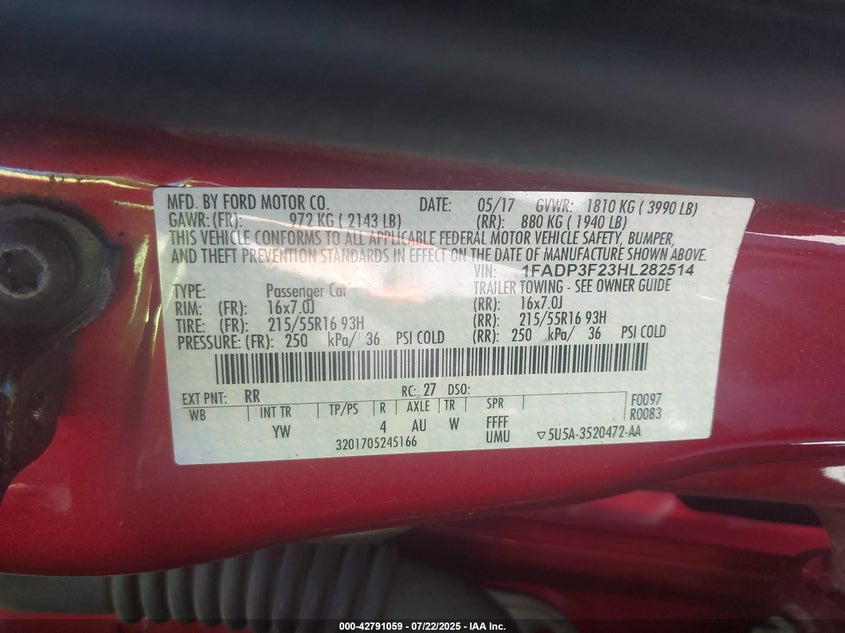 MFD. BY FORD MOTOR CO. DATE: 05/17 GVWR: 1810 KG ( 3990 LB)
GAWR: (FR): 972 KG ( 2143 LB) (RR): 880 KG ( 1940 LB)
THIS VEHICLE CONFORMS TO ALL APPLICABLE FEDERAL MOTOR VEHICLE SAFETY, BUMPER,
AND THEFT PREVENTION STANDARDS IN EFFECT ON THE DATE OF MANUFACTURE SHOWN ABOVE.
VIN: 1FADP3F23HL282514
TYPE: Passenger Car TRAILER TOWING - SEE OWNER GUIDE
RIM: (FR): 16x7.0J (RR): 16x7.0J
TIRE: (FR): 215/55R16 93H (RR): 215/55R16 93H
PRESSURE: (FR): 250 kPa/ 36 PSI COLD (RR): 250 kPa/ 36 PSI COLD
EXT PNT: RR RC: 27 DSO:
WB INT TR TP/PS R AXLE TR SPR F0097
YW 4 AU W FFFF R0083
3201705245166 UMU ▽5U5A-3520472-AA
000-42791059 - 07/22/2025 - IAA Inc.